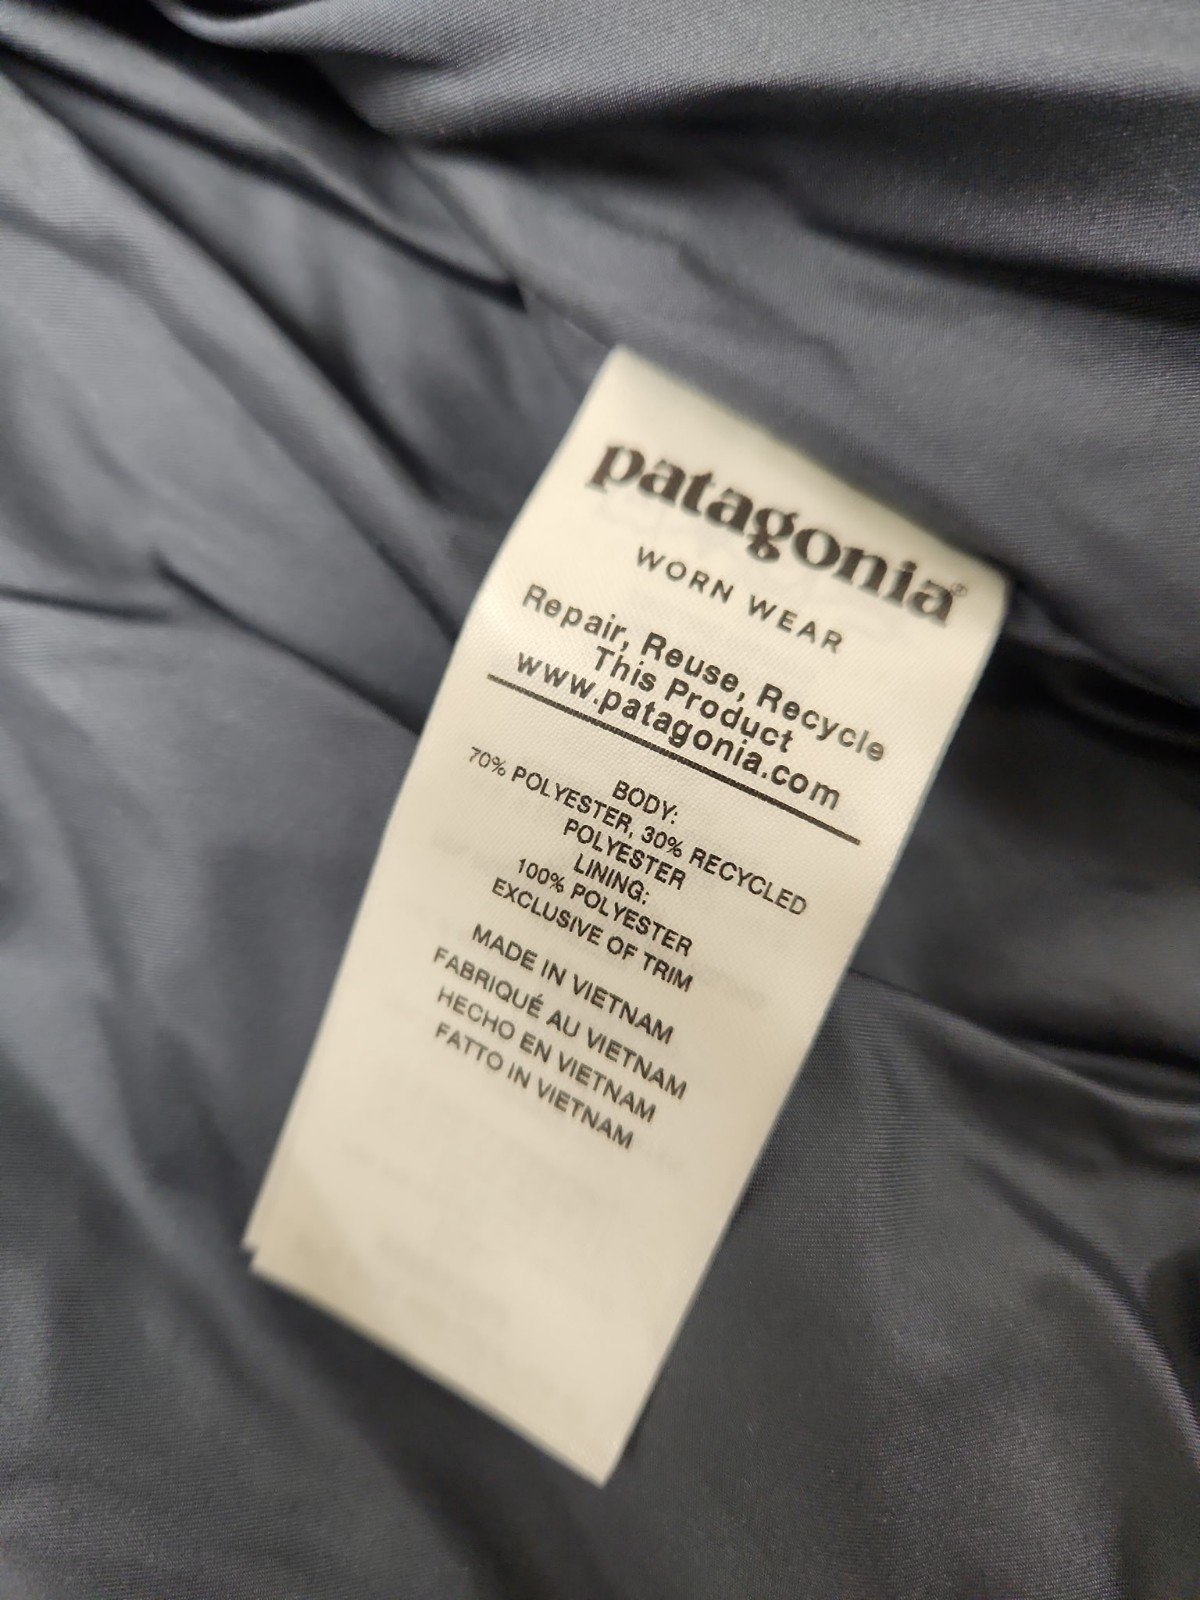 patagonia®
WORN WEAR
Repair, Reuse, Recycle
This Product
www.patagonia.com
BODY:
70% POLYESTER, 30% RECYCLED
POLYESTER
LINING:
100% POLYESTER
EXCLUSIVE OF TRIM
MADE IN VIETNAM
FABRIQUÉ AU VIETNAM
HECHO EN VIETNAM
FATTO IN VIETNAM